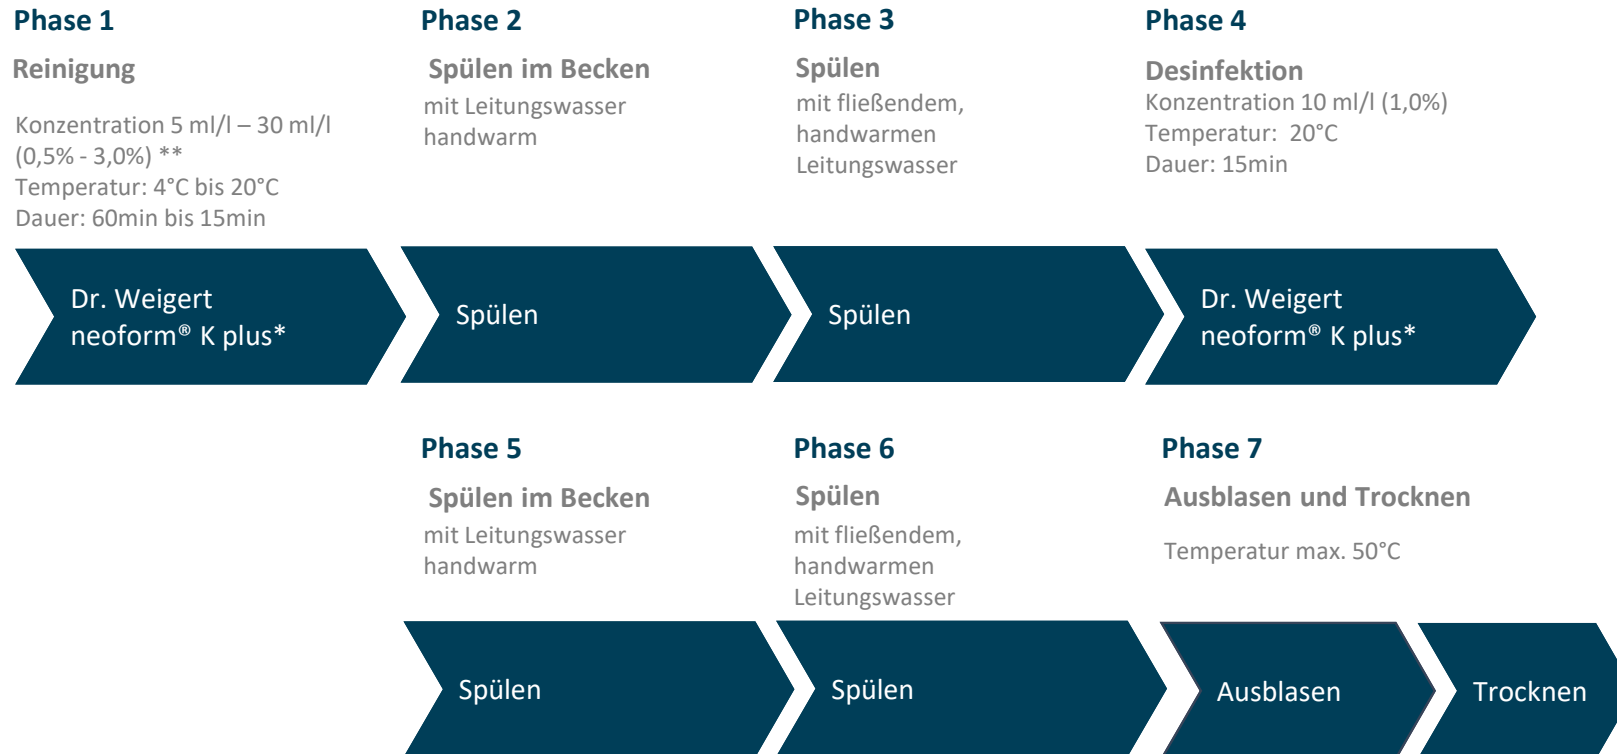 Phase 1
Reinigung
Konzentration 5 ml/l – 30 ml/l
(0,5% - 3,0%) **
Temperatur: 4°C bis 20°C
Dauer: 60min bis 15min
Dr. Weigert
neoform® K plus*
Phase 2
Spülen im Becken
mit Leitungswasser
handwarm
Spülen
Phase 3
Spülen
mit fließendem,
handwarmen
Leitungswasser
Spülen
Phase 4
Desinfektion
Konzentration 10 ml/l (1,0%)
Temperatur: 20°C
Dauer: 15min
Dr. Weigert
neoform® K plus*
Phase 5
Spülen im Becken
mit Leitungswasser
handwarm
Spülen
Phase 6
Spülen
mit fließendem,
handwarmen
Leitungswasser
Spülen
Phase 7
Ausblasen und Trocknen
Temperatur max. 50°C
Ausblasen
Trocknen